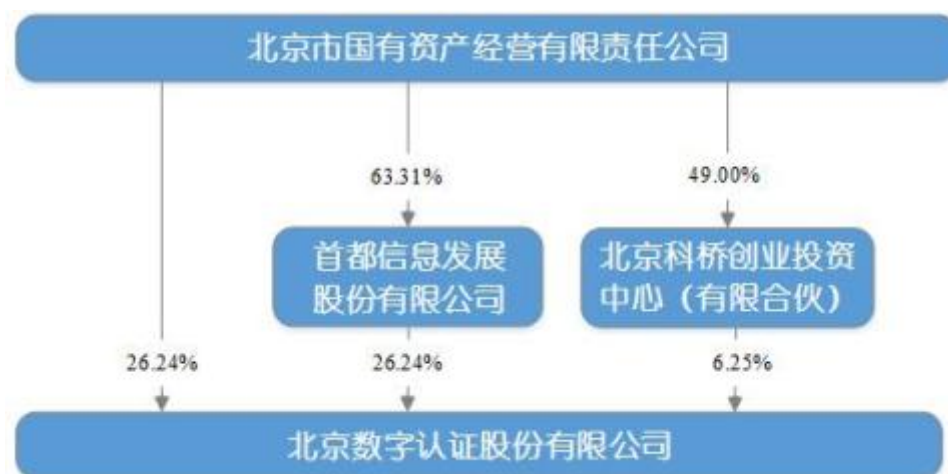 北京市国有资产经营有限责任公司
63.31%
49.00%
首都信息发展
股份有限公司
北京科桥创业投资
中心（有限合伙）
26.24%
26.24%
6.25%
北京数字认证股份有限公司